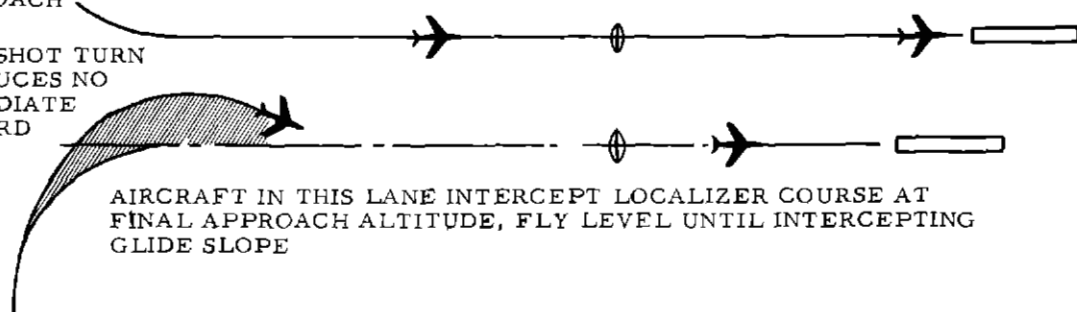 SHOT TURN
UCES NO
DIATE
RD
AIRCRAFT IN THIS LANE INTERCEPT LOCALIZER COURSE AT
FINAL APPROACH ALTITUDE, FLY LEVEL UNTIL INTERCEPTING
GLIDE SLOPE